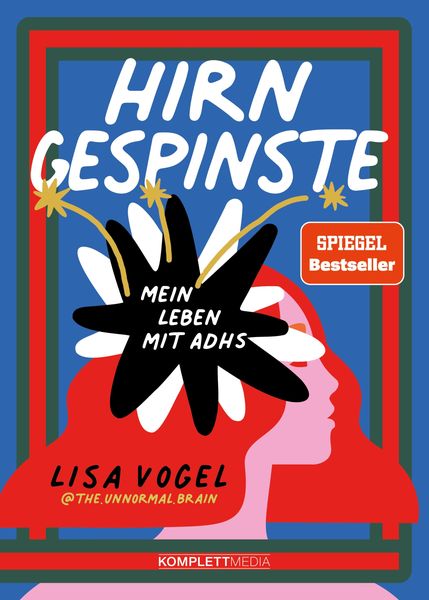 HIRN
GESPINSTE
SPIEGEL
Bestseller
MEIN
LEBEN
MIT ADHS
LISA VOGEL
@THE.UNNORMAL.BRAIN
KOMPLETTMEDIA